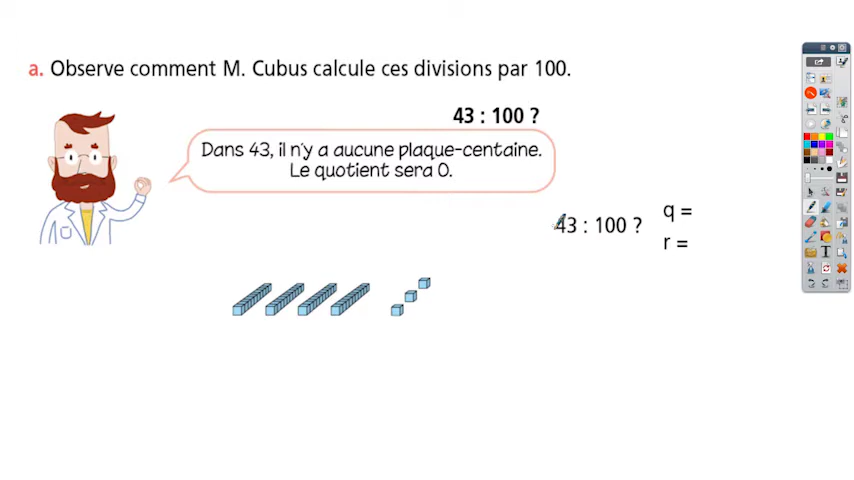 a. Observe comment M. Cubus calcule ces divisions par 100.
43 : 100 ?
Dans 43, il n'y a aucune plaque-centaine.
Le quotient sera 0.
43 : 100 ?
q =
r =